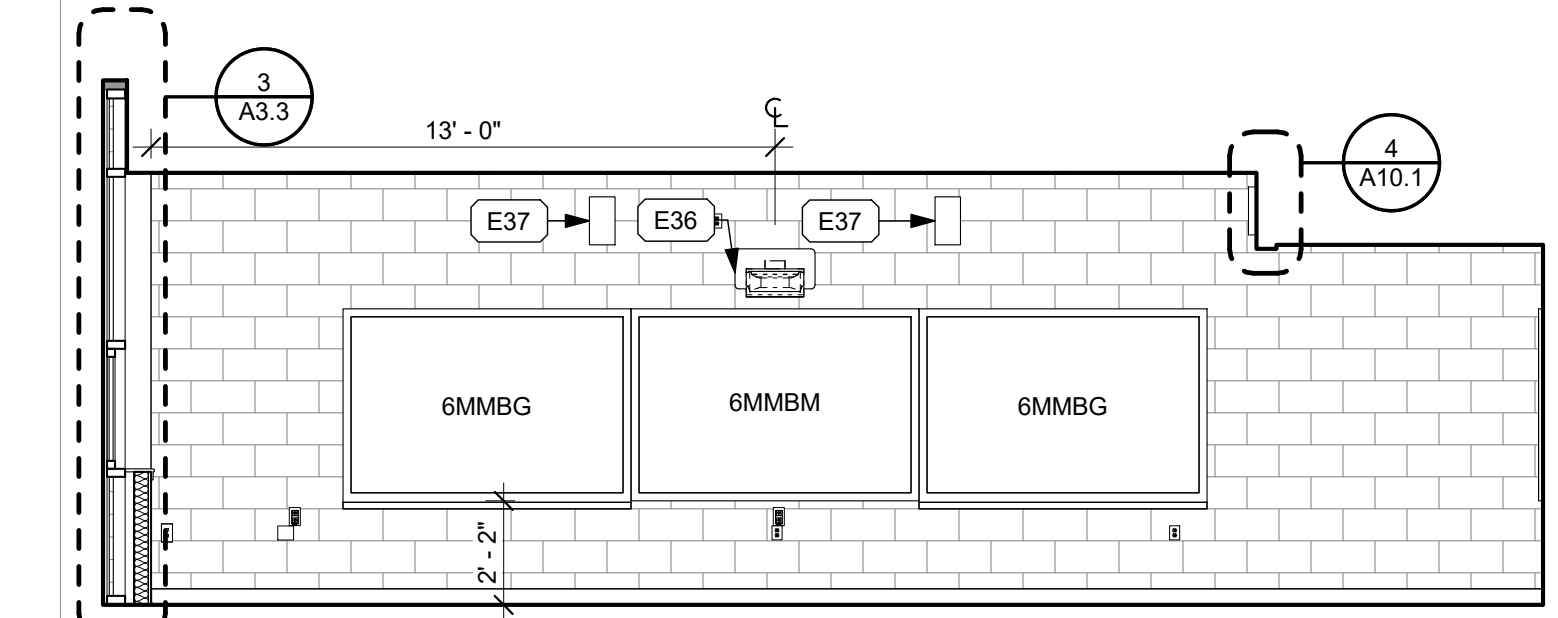 3
A3.3
13' - 0"
℄
4
A10.1
E37
E36
E37
6MMBG
6MMBM
6MMBG
2' - 2"